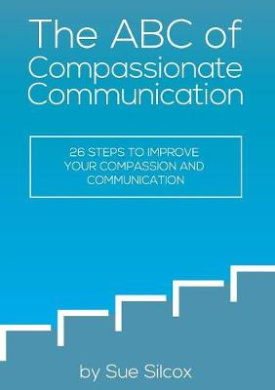 The ABC of
Compassionate
Communication
26 STEPS TO IMPROVE
YOUR COMPASSION AND
COMMUNICATION
by Sue Silcox